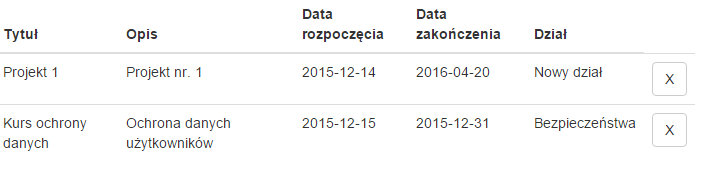 Tytuł Opis Data rozpoczęcia Data zakończenia Dział
Projekt 1 Projekt nr. 1 2015-12-14 2016-04-20 Nowy dział X
Kurs ochrony danych Ochrona danych użytkowników 2015-12-15 2015-12-31 Bezpieczeństwa X